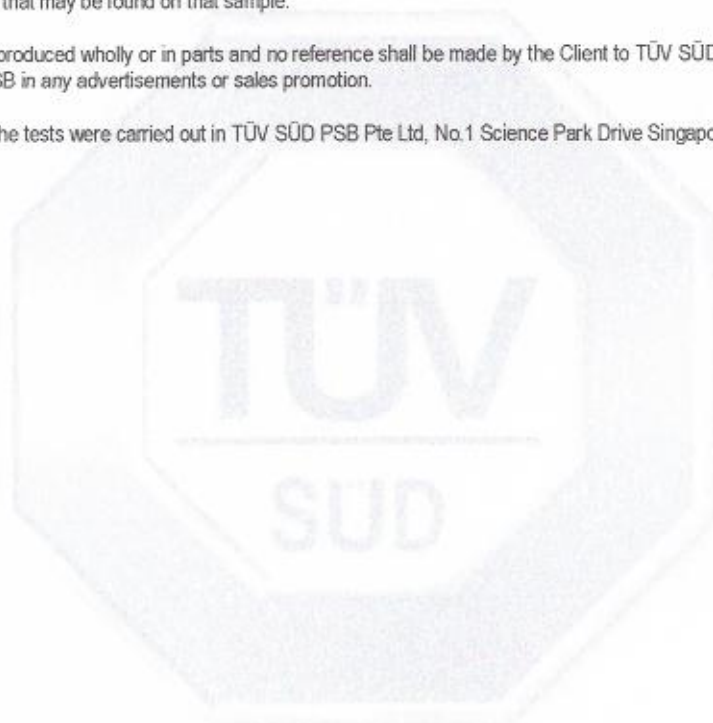 that may be found on that sample.
produced wholly or in parts and no reference shall be made by the Client to TÜV SÜD
SB in any advertisements or sales promotion.
he tests were carried out in TÜV SÜD PSB Pte Ltd, No.1 Science Park Drive Singapo
TÜV
SÜD